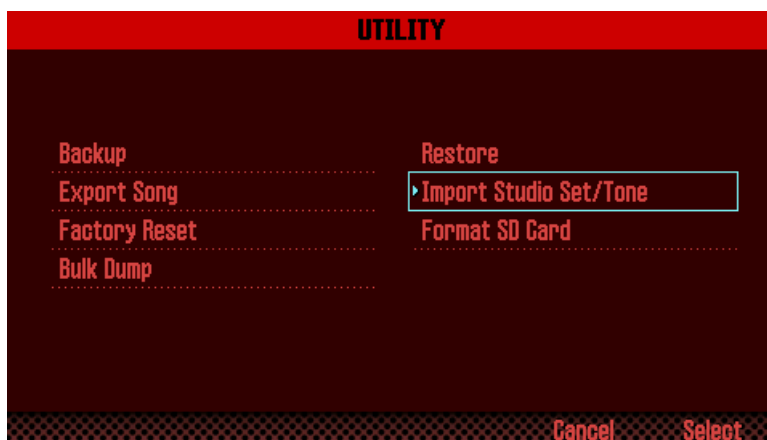 UTILITY
Backup
Restore
Export Song
Import Studio Set/Tone
Factory Reset
Format SD Card
Bulk Dump
Cancel
Select